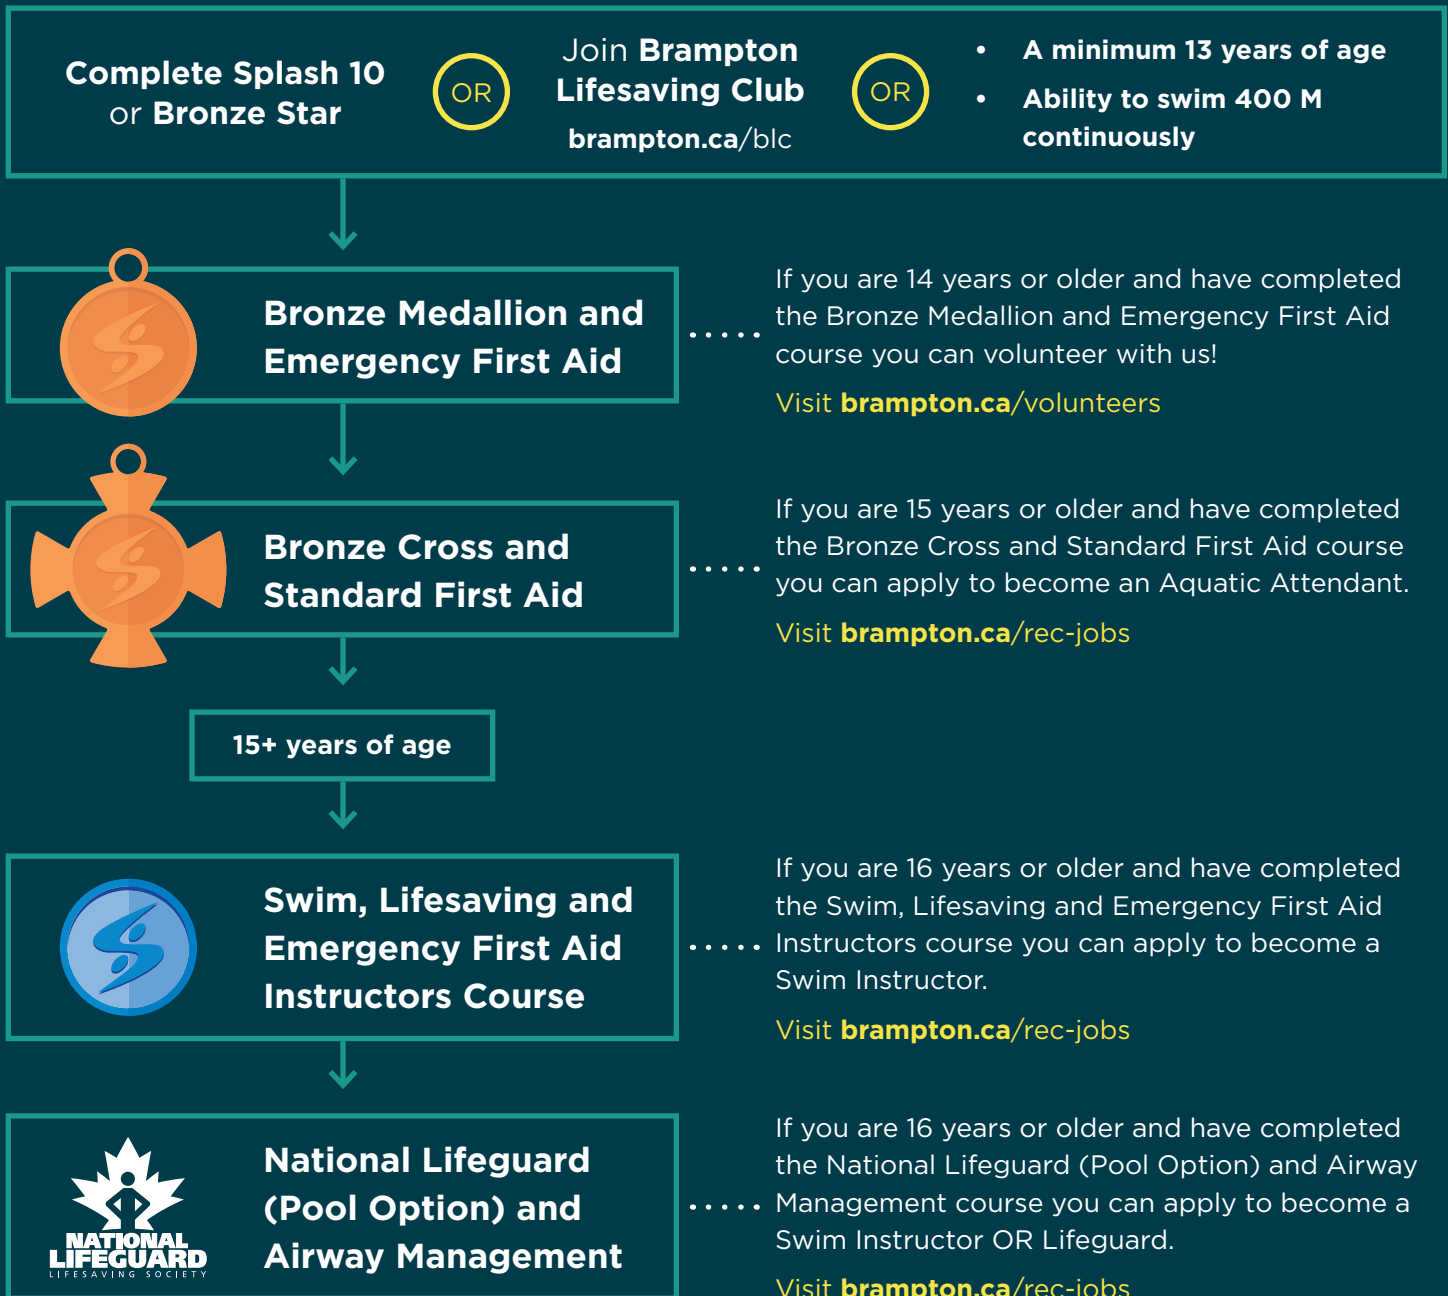 Complete Splash 10
or Bronze Star
OR
Join Brampton
Lifesaving Club
brampton.ca/blc
OR
• A minimum 13 years of age
• Ability to swim 400 M
continuously
Bronze Medallion and
Emergency First Aid
If you are 14 years or older and have completed
the Bronze Medallion and Emergency First Aid
course you can volunteer with us!
Visit brampton.ca/volunteers
Bronze Cross and
Standard First Aid
If you are 15 years or older and have completed
the Bronze Cross and Standard First Aid course
you can apply to become an Aquatic Attendant.
Visit brampton.ca/rec-jobs
15+ years of age
Swim, Lifesaving and
Emergency First Aid
Instructors Course
If you are 16 years or older and have completed
the Swim, Lifesaving and Emergency First Aid
Instructors course you can apply to become a
Swim Instructor.
Visit brampton.ca/rec-jobs
NATIONAL
LIFEGUARD
LIFESAVING SOCIETY
National Lifeguard
(Pool Option) and
Airway Management
If you are 16 years or older and have completed
the National Lifeguard (Pool Option) and Airway
Management course you can apply to become a
Swim Instructor OR Lifeguard.
Visit brampton.ca/rec-jobs